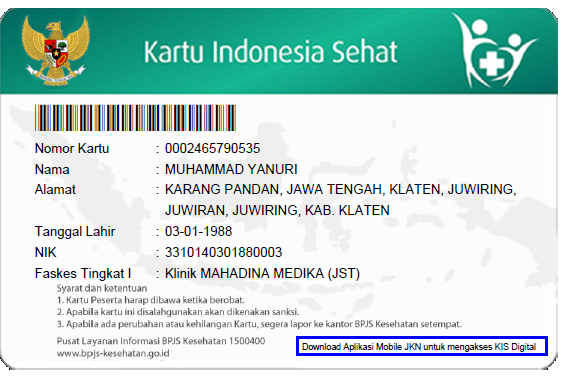 Kartu Indonesia Sehat
Nomor Kartu : 0002465790535
Nama : MUHAMMAD YANURI
Alamat : KARANG PANDAN, JAWA TENGAH, KLATEN, JUWIRING,
JUWIRAN, JUWIRING, KAB. KLATEN
Tanggal Lahir : 03-01-1988
NIK : 3310140301880003
Faskes Tingkat I : Klinik MAHADINA MEDIKA (JST)
Syarat dan ketentuan
1. Kartu Peserta harap dibawa ketika berobat.
2. Apabila kartu ini disalahgunakan akan dikenakan sanksi.
3. Apabila ada perubahan atau kehilangan Kartu, segera lapor ke kantor BPJS Kesehatan setempat.
Pusat Layanan Informasi BPJS Kesehatan 1500400
www.bpjs-kesehatan.go.id
Download Aplikasi Mobile JKN untuk mengakses KIS Digital